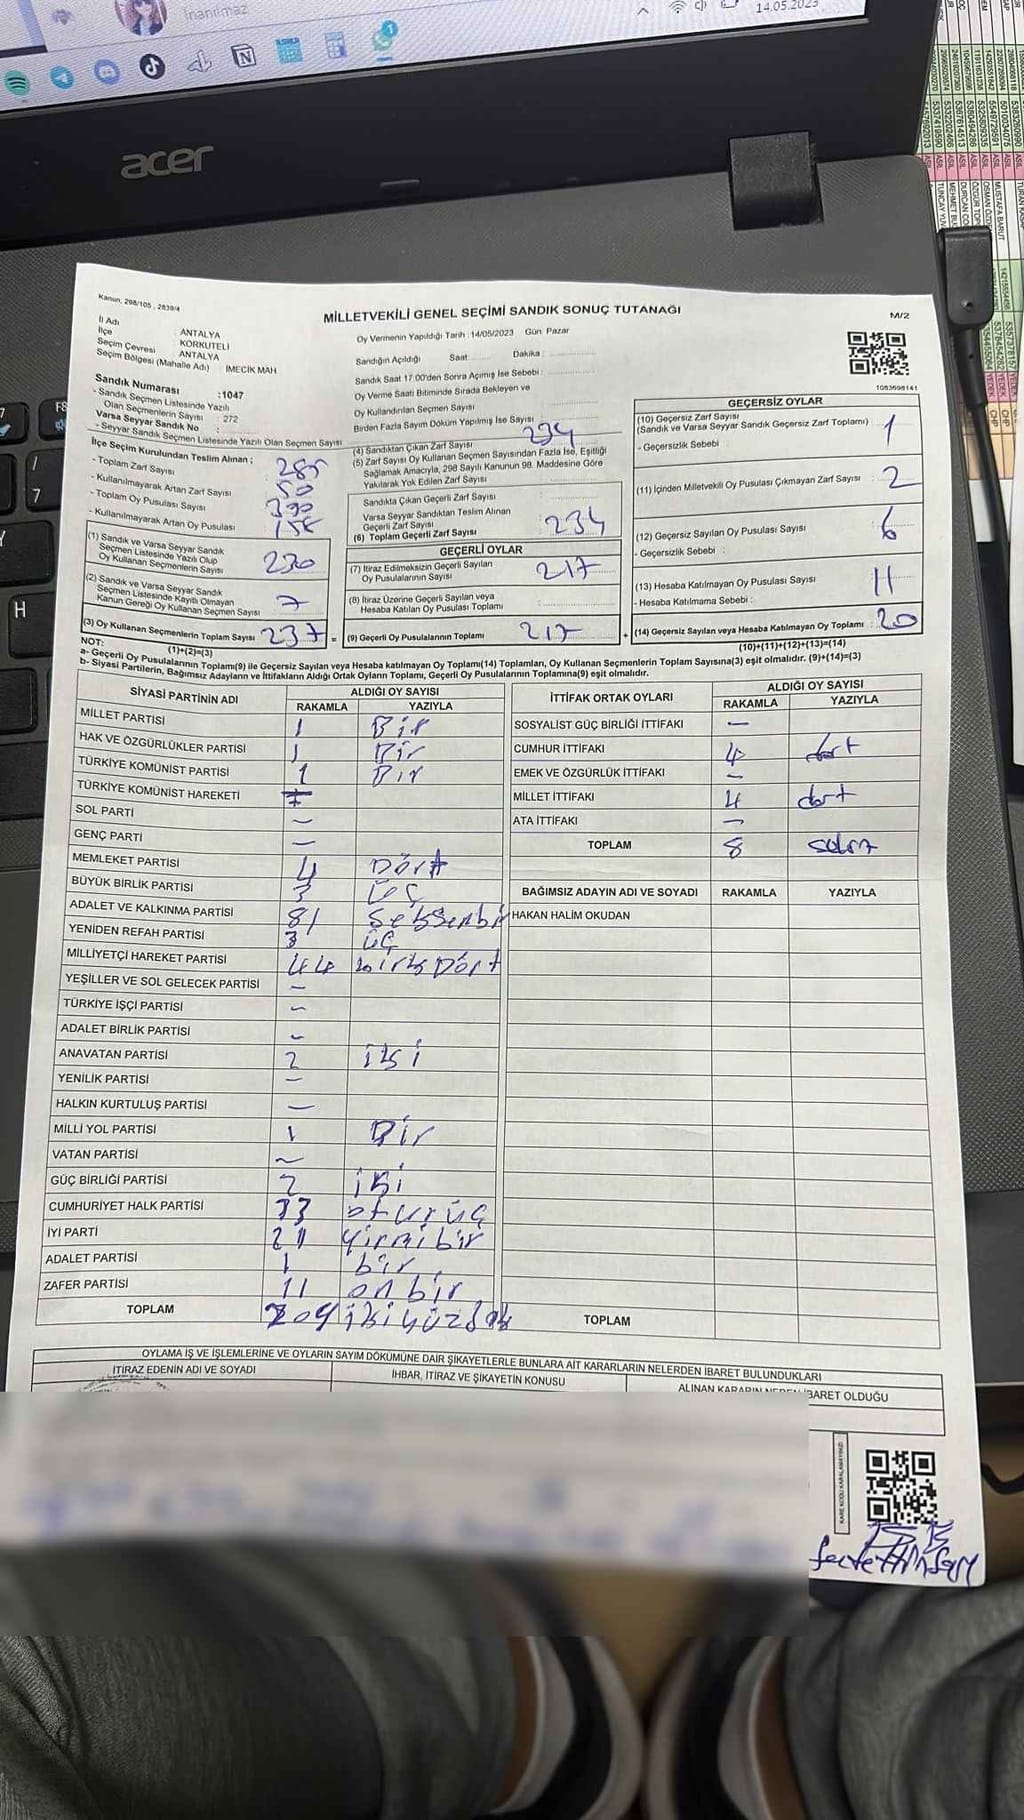 inanılmaz
14.05.2023
acer
Kanun: 298/105 , 2839/4
MİLLETVEKİLİ GENEL SEÇİMİ SANDIK SONUÇ TUTANAĞI
M/2
İl Adı : ANTALYA
İlçe : KORKUTELİ
Seçim Çevresi : ANTALYA
Seçim Bölgesi (Mahalle Adı) : İMECİK MAH
Sandık Numarası : 1047
- Sandık Seçmen Listesinde Yazılı Olan Seçmenlerin Sayısı : 272
Varsa Seyyar Sandık No :
- Seyyar Sandık Seçmen Listesinde Yazılı Olan Seçmen Sayısı
Oy Vermenin Yapıldığı Tarih : 14/05/2023 Gün Pazar
Sandığın Açıldığı Saat Dakika :
Sandık Saat 17:00'den Sonra Açımış İse Sebebi :
Oy Verme Saati Bitiminde Sırada Bekleyen ve
Oy Kullandırılan Seçmen Sayısı
Birden Fazla Sayım Döküm Yapılmış İse Sayısı :
1083698141
İlçe Seçim Kurulundan Teslim Alınan ;
- Toplam Zarf Sayısı :
- Kullanılmayarak Artan Zarf Sayısı : 50
- Toplam Oy Pusulası Sayısı : 390
- Kullanılmayarak Artan Oy Pusulası
(1) Sandık ve Varsa Seyyar Sandık
Seçmen Listesinde Yazılı Olup
Oy Kullanan Seçmenlerin Sayısı 230
(2) Sandık ve Varsa Seyyar Sandık
Seçmen Listesinde Kayıtlı Olmayan
Kanun Gereği Oy Kullanan Seçmen Sayısı 7
(3) Oy Kullanan Seçmenlerin Toplam Sayısı 237 =
(1)+(2)=(3)
(4) Sandıktan Çıkan Zarf Sayısı 234
(5) Zarf Sayısı Oy Kullanan Seçmen Sayısından Fazla İse, Eşitliği
Sağlamak Amacıyla, 298 Sayılı Kanunun 98. Maddesine Göre
Yakılarak Yok Edilen Zarf Sayısı
Sandıkta Çıkan Geçerli Zarf Sayısı
Varsa Seyyar Sandıktan Teslim Alınan
Geçerli Zarf Sayısı
(6) Toplam Geçerli Zarf Sayısı 234
GEÇERLİ OYLAR
(7) İtiraz Edilmeksizin Geçerli Sayılan
Oy Pusulalarının Sayısı 217
(8) İtiraz Üzerine Geçerli Sayılan veya
Hesaba Katılan Oy Pusulası Toplamı
(9) Geçerli Oy Pusulalarının Toplamı 217 +
GEÇERSİZ OYLAR
(10) Geçersiz Zarf Sayısı
(Sandık ve Varsa Seyyar Sandık Geçersiz Zarf Toplamı) : 1
- Geçersizlik Sebebi :
(11) İçinden Milletvekili Oy Pusulası Çıkmayan Zarf Sayısı : 2
(12) Geçersiz Sayılan Oy Pusulası Sayısı : 6
- Geçersizlik Sebebi :
(13) Hesaba Katılmayan Oy Pusulası Sayısı : 11
- Hesaba Katılmama Sebebi :
(14) Geçersiz Sayılan veya Hesaba Katılmayan Oy Toplamı : 20
(10)+(11)+(12)+(13)=(14)
NOT:
a- Geçerli Oy Pusulalarının Toplamı(9) ile Geçersiz Sayılan veya Hesaba katılmayan Oy Toplamı(14) Toplamları, Oy Kullanan Seçmenlerin Toplam Sayısına(3) eşit olmalıdır. (9)+(14)=(3)
b- Siyasi Partilerin, Bağımsız Adayların ve İttifakların Aldığı Ortak Oyların Toplamı, Geçerli Oy Pusulalarının Toplamına(9) eşit olmalıdır.
SİYASİ PARTİNİN ADI ALDIĞI OY SAYISI
RAKAMLA YAZIYLA
MİLLET PARTİSİ 1 Bir
HAK VE ÖZGÜRLÜKLER PARTİSİ 1 Bir
TÜRKİYE KOMÜNİST PARTİSİ 1 Bir
TÜRKİYE KOMÜNİST HAREKETİ
SOL PARTİ –
GENÇ PARTİ –
MEMLEKET PARTİSİ 4 Dört
BÜYÜK BİRLİK PARTİSİ 3 Üç
ADALET VE KALKINMA PARTİSİ 81 Seksenbir
YENİDEN REFAH PARTİSİ 3 üç
MİLLİYETÇİ HAREKET PARTİSİ 44 kırk Dört
YEŞİLLER VE SOL GELECEK PARTİSİ –
TÜRKİYE İŞÇİ PARTİSİ –
ADALET BİRLİK PARTİSİ –
ANAVATAN PARTİSİ 2 iki
YENİLİK PARTİSİ –
HALKIN KURTULUŞ PARTİSİ –
MİLLİ YOL PARTİSİ 1 Bir
VATAN PARTİSİ –
GÜÇ BİRLİĞİ PARTİSİ 2 iki
CUMHURİYET HALK PARTİSİ 33 otuzüç
İYİ PARTİ 21 yirmibir
ADALET PARTİSİ 1 bir
ZAFER PARTİSİ 11 onbir
TOPLAM 209
İTTİFAK ORTAK OYLARI ALDIĞI OY SAYISI
RAKAMLA YAZIYLA
SOSYALİST GÜÇ BİRLİĞİ İTTİFAKI –
CUMHUR İTTİFAKI 4 dört
EMEK VE ÖZGÜRLÜK İTTİFAKI –
MİLLET İTTİFAKI 4 dört
ATA İTTİFAKI –
TOPLAM 8 sekiz
BAĞIMSIZ ADAYIN ADI VE SOYADI RAKAMLA YAZIYLA
HAKAN HALİM OKUDAN
TOPLAM
OYLAMA İŞ VE İŞLEMLERİNE VE OYLARIN SAYIM DÖKÜMÜNE DAİR ŞİKAYETLERLE BUNLARA AİT KARARLARIN NELERDEN İBARET BULUNDUKLARI
İTİRAZ EDENİN ADI VE SOYADI
İHBAR, İTİRAZ VE ŞİKAYETİN KONUSU
ALINAN KARARIN NEDEN İBARET OLDUĞU
KARE KODU KARALAMAYINIZ!